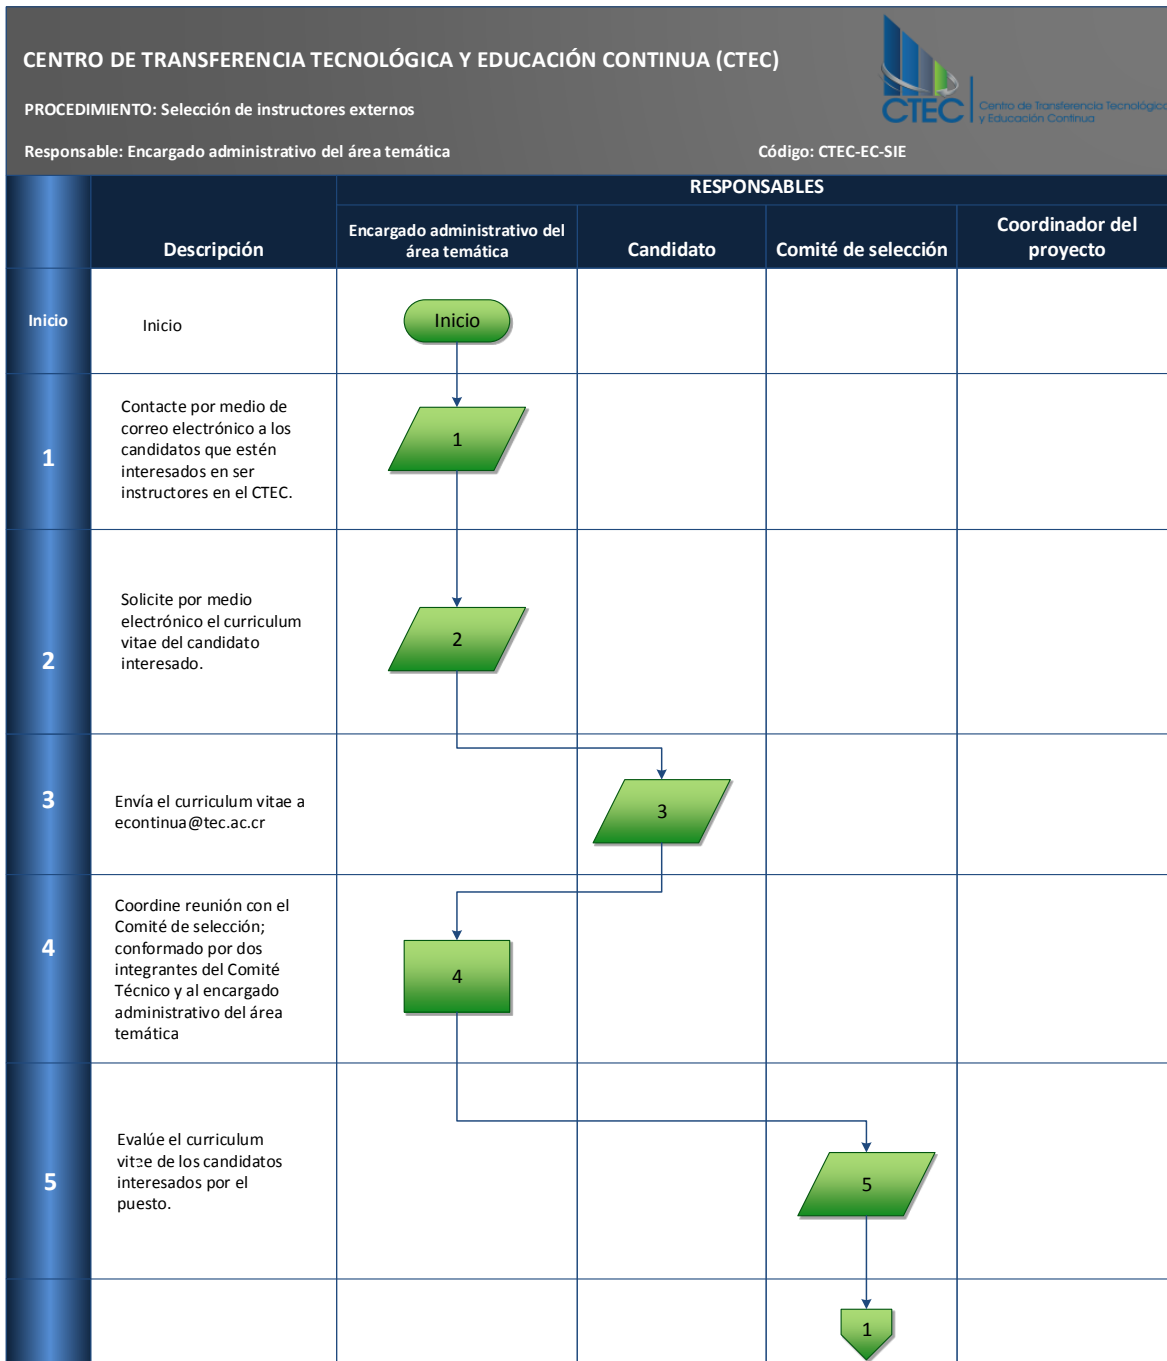 CENTRO DE TRANSFERENCIA TECNOLÓGICA Y EDUCACIÓN CONTINUA (CTEC)
PROCEDIMIENTO: Selección de instructores externos
Responsable: Encargado administrativo del área temática
Código: CTEC-EC-SIE
CTEC
Centro de Transferencia Tecnológica
y Educación Continua
RESPONSABLES
Descripción
Encargado administrativo del
área temática
Candidato
Comité de selección
Coordinador del
proyecto
Inicio
Inicio
Inicio
1
Contacte por medio de
correo electrónico a los
candidatos que estén
interesados en ser
instructores en el CTEC.
1
2
Solicite por medio
electrónico el curriculum
vitae del candidato
interesado.
2
3
Envía el curriculum vitae a
econtinua@tec.ac.cr
3
4
Coordine reunión con el
Comité de selección;
conformado por dos
integrantes del Comité
Técnico y al encargado
administrativo del área
temática
4
5
Evalúe el curriculum
vitae de los candidatos
interesados por el
puesto.
5
1